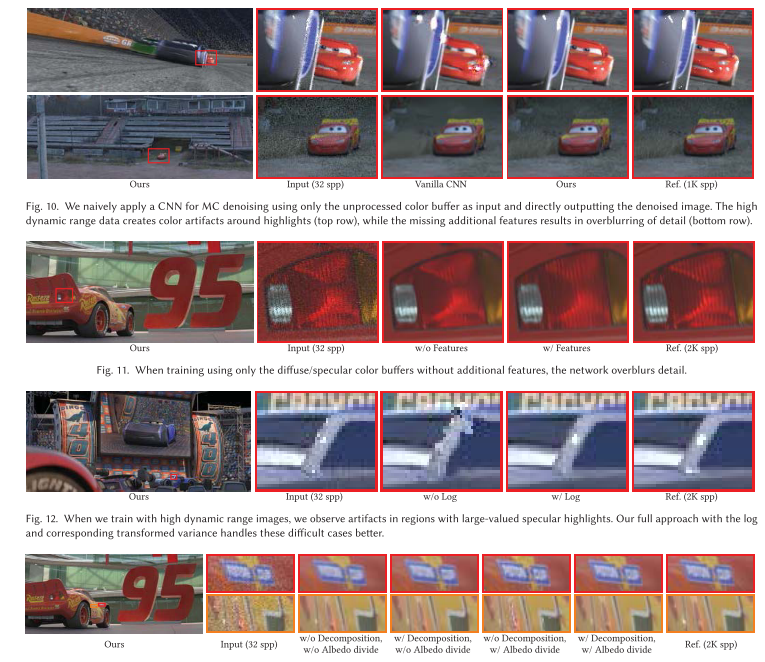 Ours
Input (32 spp)
Vanilla CNN
Ours
Ref. (1K spp)
Fig. 10. We naively apply a CNN for MC denoising using only the unprocessed color buffer as input and directly outputting the denoised image. The high
dynamic range data creates color artifacts around highlights (top row), while the missing additional features results in overblurring of detail (bottom row).
95
Ours
Input (32 spp)
w/o Features
w/ Features
Ref. (2K spp)
Fig. 11. When training using only the diffuse/specular color buffers without additional features, the network overblurs detail.
Ours
Input (32 spp)
w/o Log
w/ Log
Ref. (2K spp)
Fig. 12. When we train with high dynamic range images, we observe artifacts in regions with large-valued specular highlights. Our full approach with the log
and corresponding transformed variance handles these difficult cases better.
95
Ours
Input (32 spp)
w/o Decomposition,
w/o Albedo divide
w/ Decomposition,
w/o Albedo divide
w/o Decomposition,
w/ Albedo divide
w/ Decomposition,
w/ Albedo divide
Ref. (2K spp)